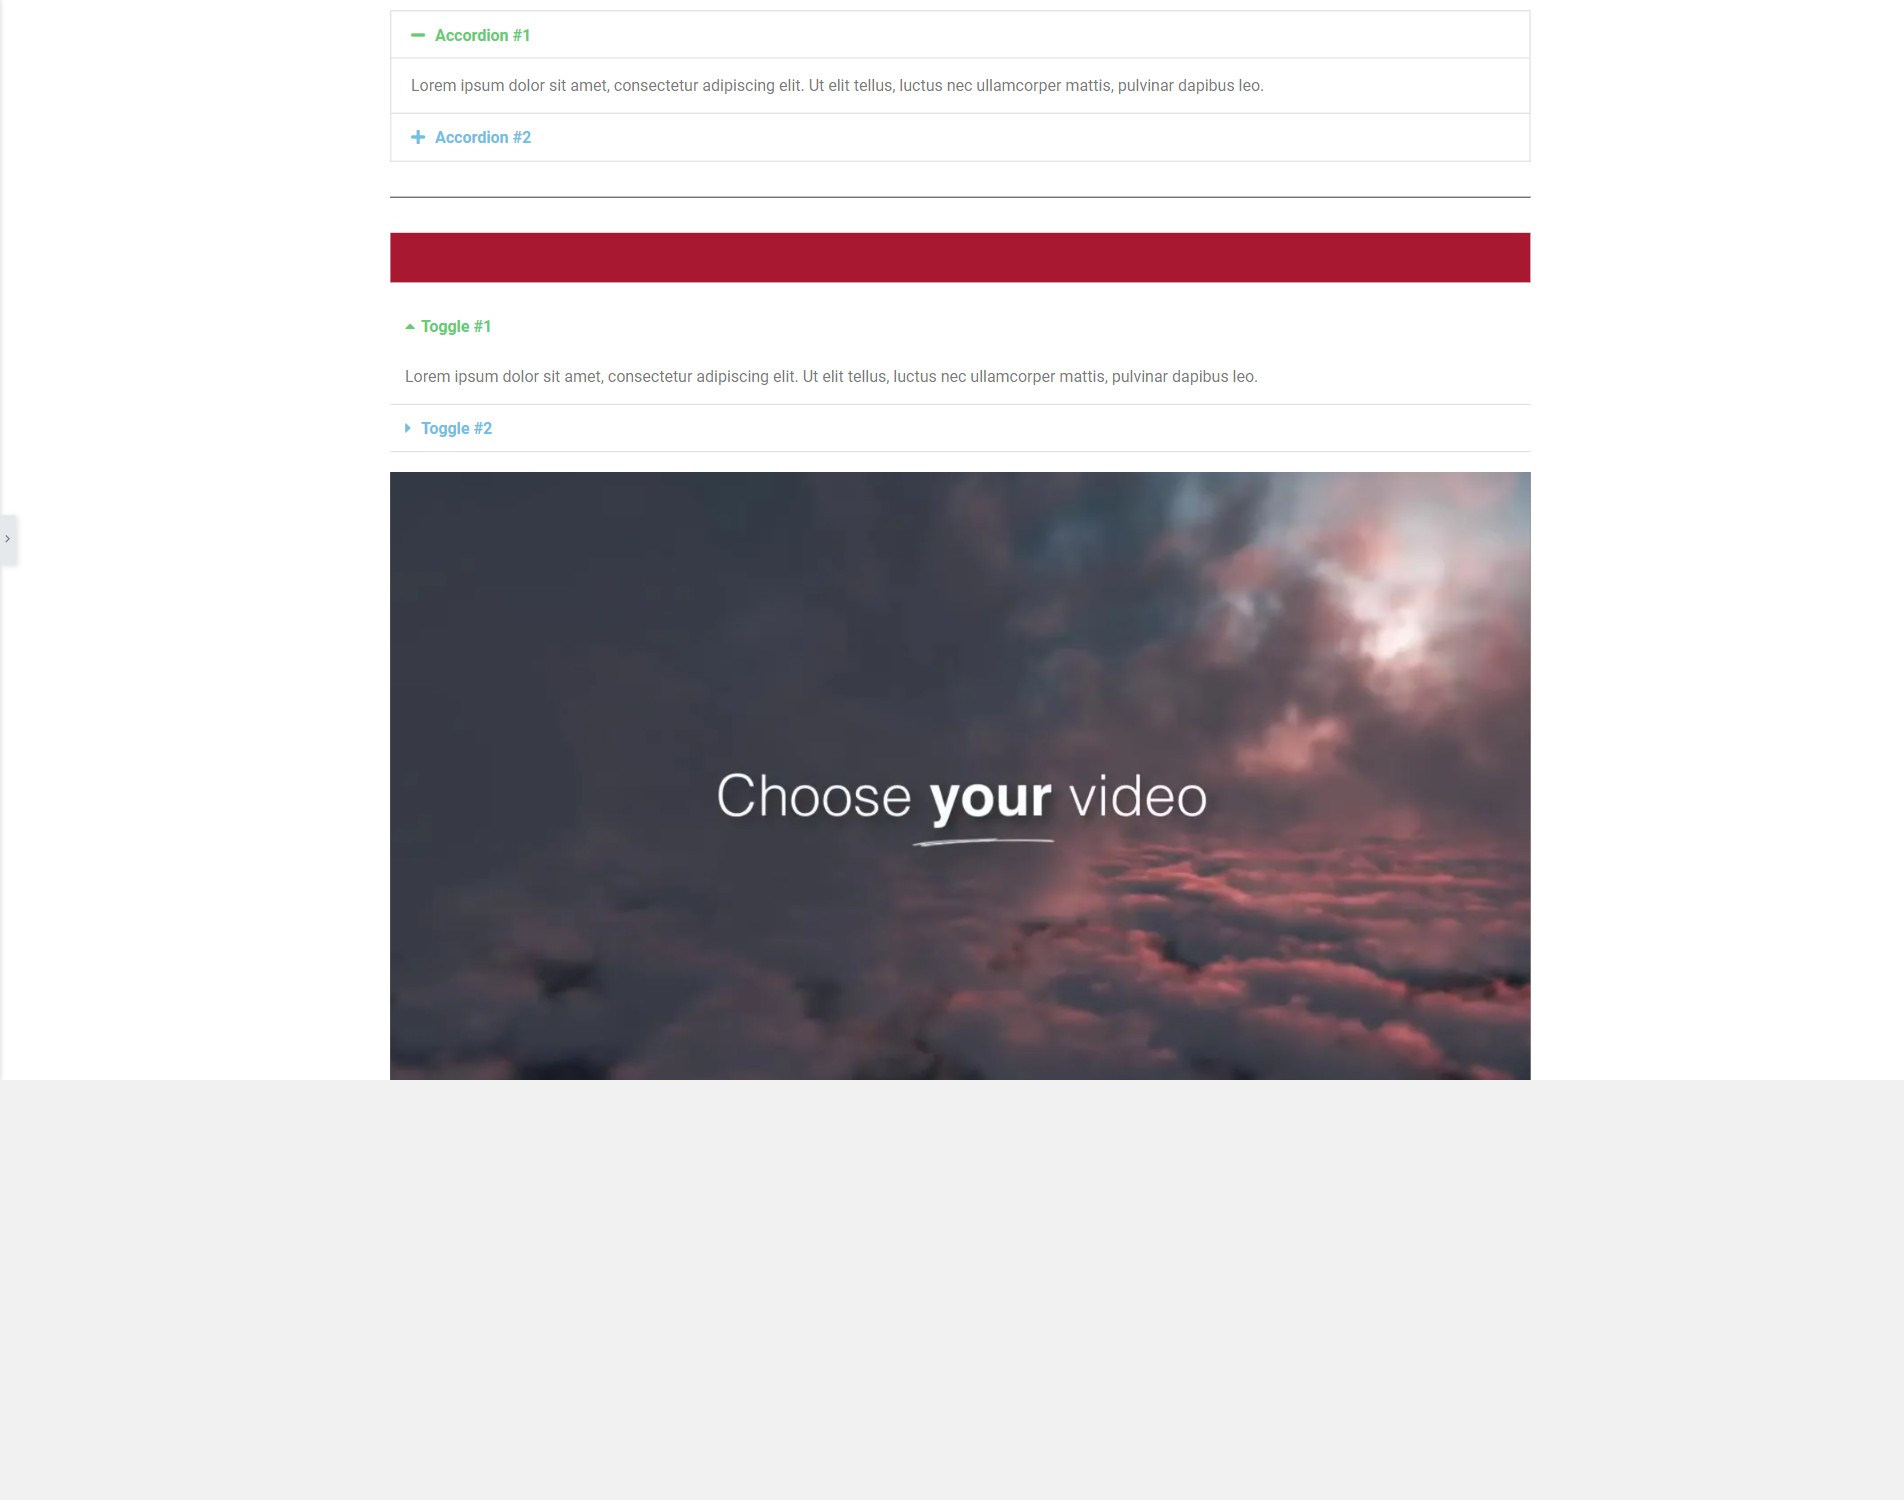 Accordion #1
Lorem ipsum dolor sit amet, consectetur adipiscing elit. Ut elit tellus, luctus nec ullamcorper mattis, pulvinar dapibus leo.
Accordion #2
Toggle #1
Lorem ipsum dolor sit amet, consectetur adipiscing elit. Ut elit tellus, luctus nec ullamcorper mattis, pulvinar dapibus leo.
Toggle #2
Choose your video